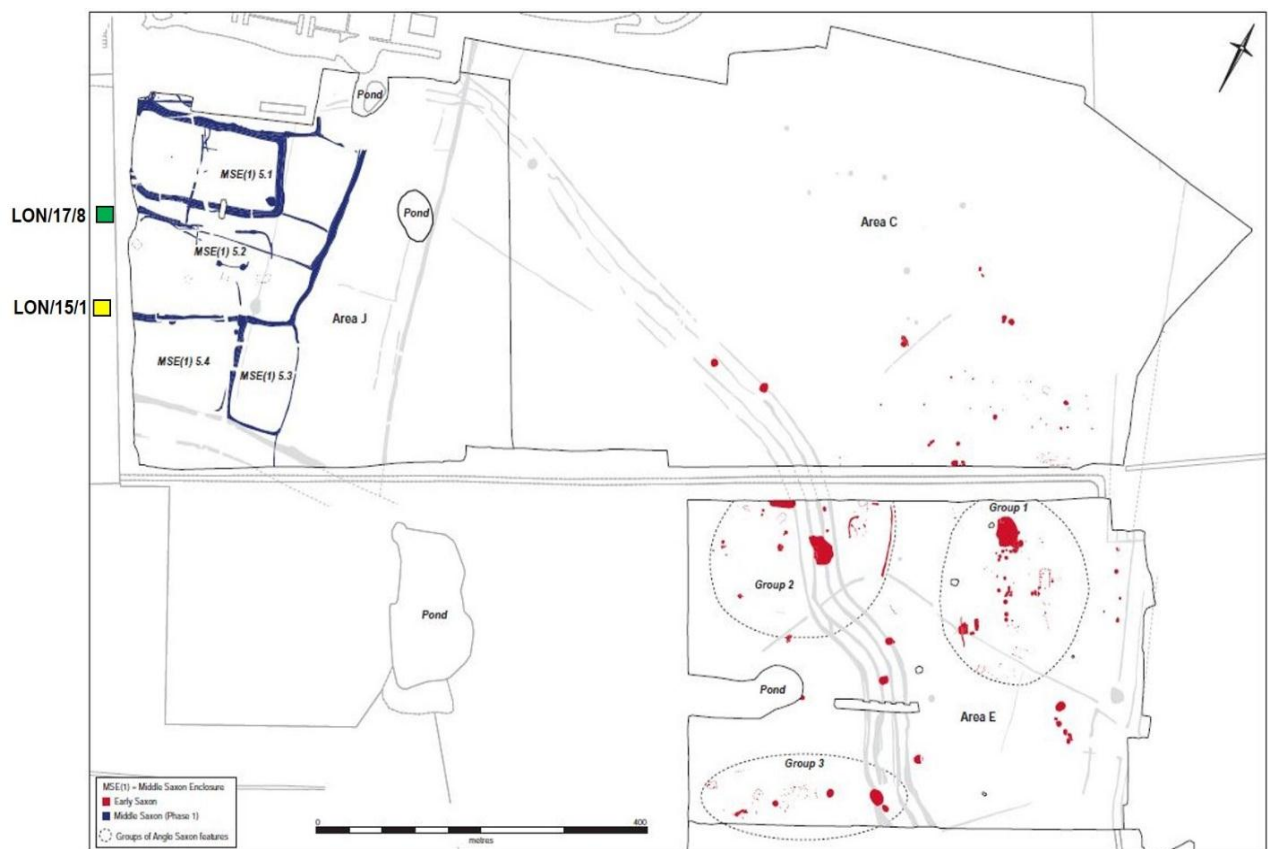 Pond
MSE(1) 5.1
LON/17/8
Pond
Area C
MSE(1) 5.2
LON/15/1
Area J
MSE(1) 5.4
MSE(1) 5.3
Group 1
Group 2
Pond
Pond
Area E
Group 3
MSE(1) = Middle Saxon Enclosure
Early Saxon
Middle Saxon (Phase 1)
Groups of Anglo Saxon features
0 400
metres